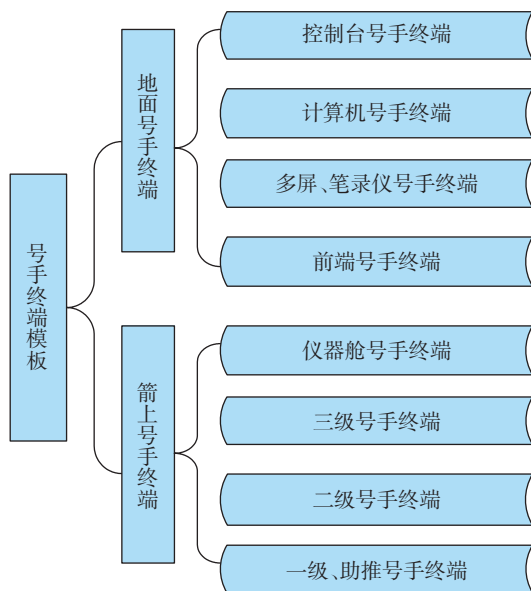 号手终端模板
地面号手终端
控制台号手终端
计算机号手终端
多屏、笔录仪号手终端
前端号手终端
箭上号手终端
仪器舱号手终端
三级号手终端
二级号手终端
一级、助推号手终端